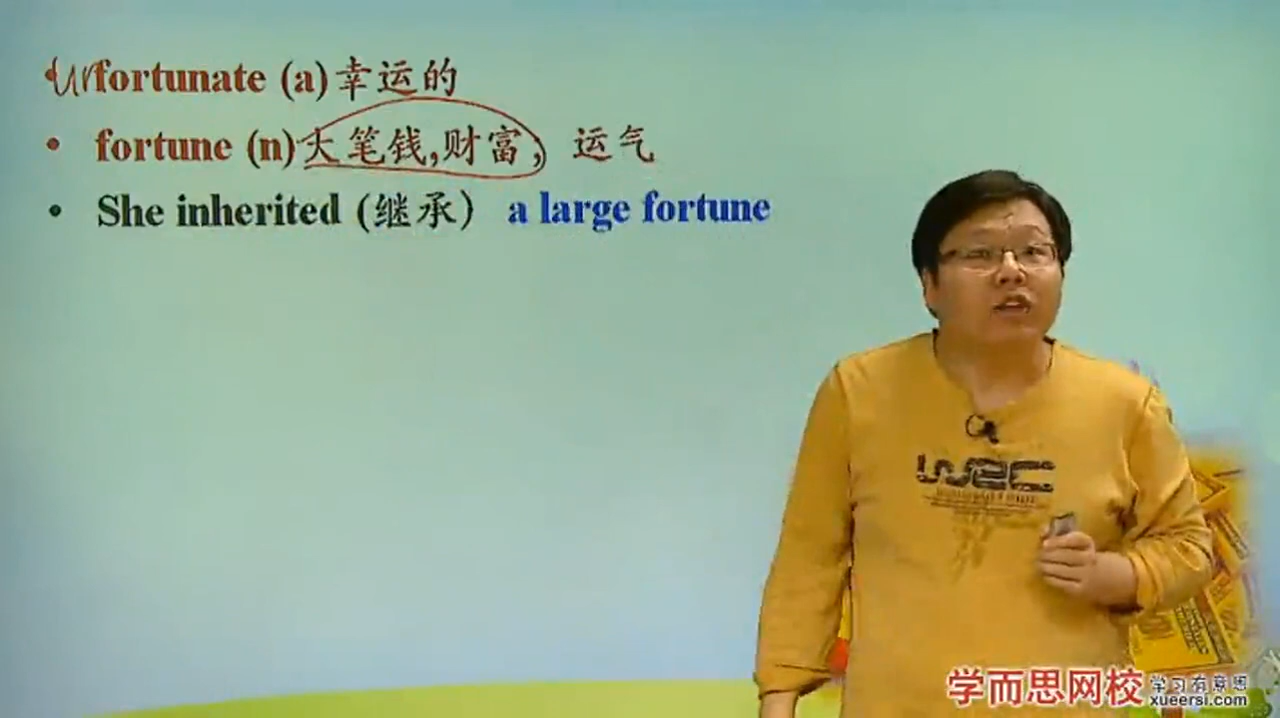 Unfortunate (a)幸运的
• fortune (n)大笔钱,财富, 运气
• She inherited (继承) a large fortune
WRC
学而思网校
学习有意思
xueersi.com